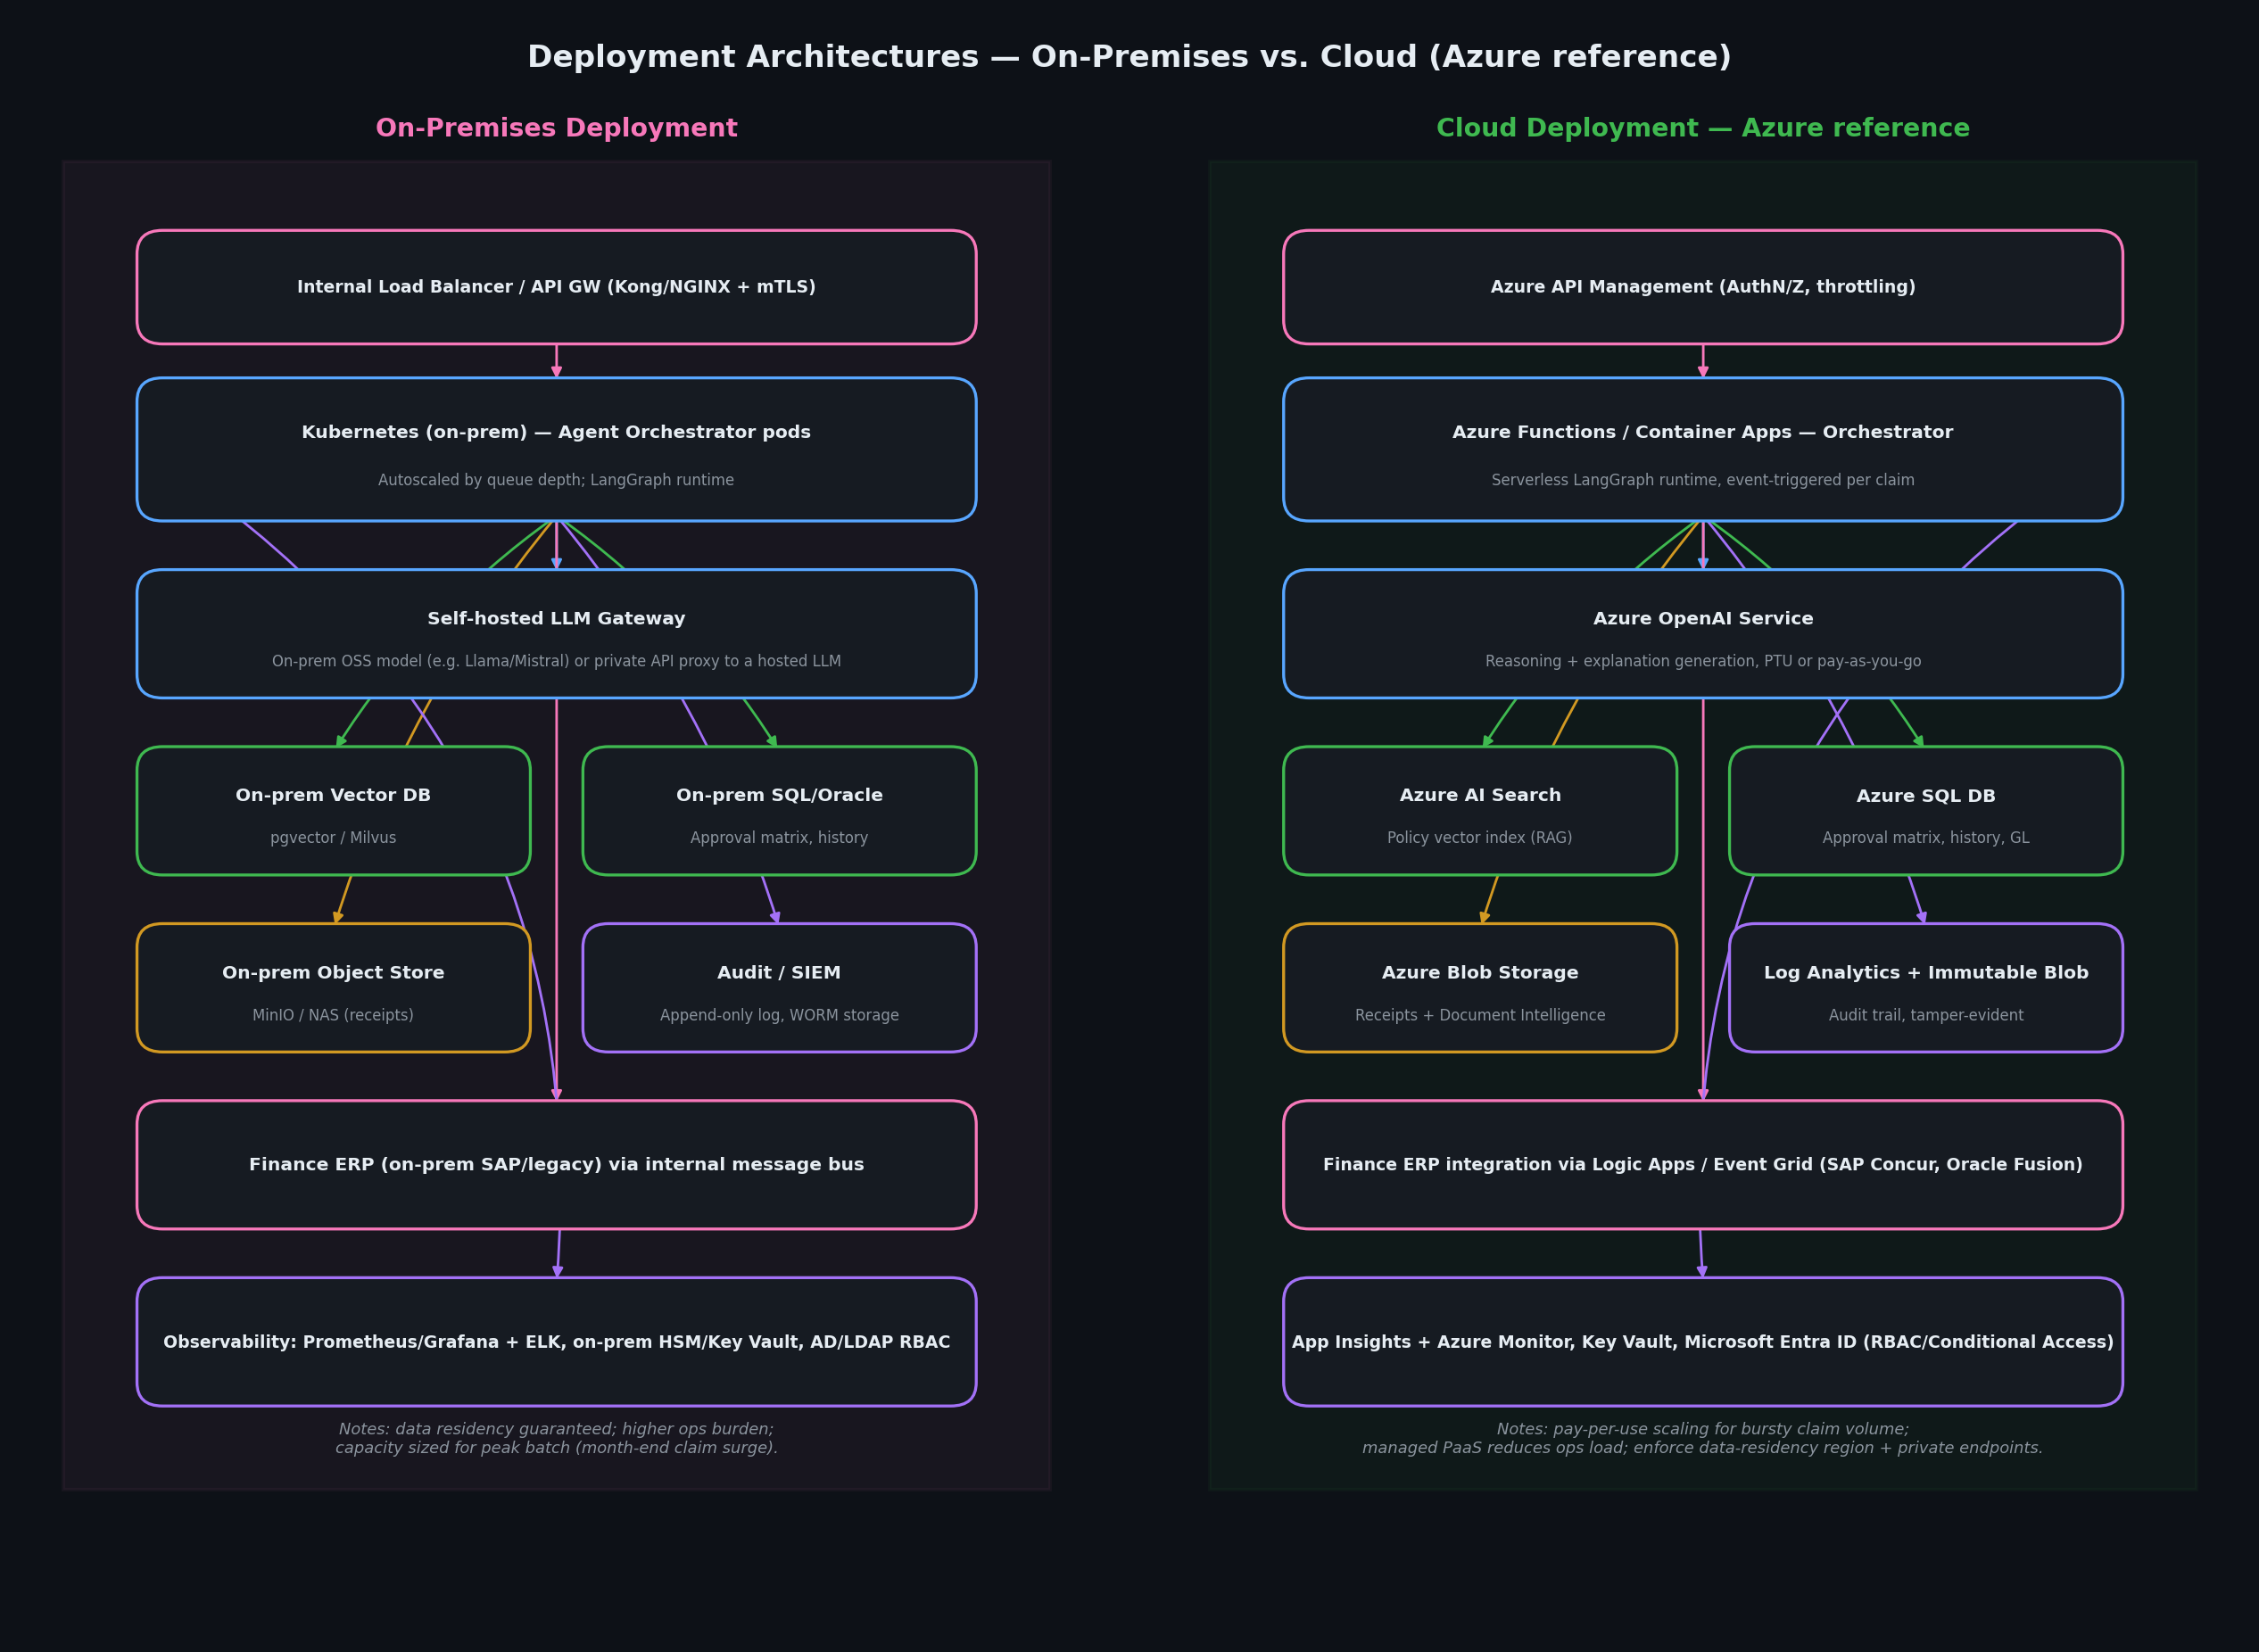 Deployment Architectures — On-Premises vs. Cloud (Azure reference)
On-Premises Deployment
Internal Load Balancer / API GW (Kong/NGINX + mTLS)
Kubernetes (on-prem) — Agent Orchestrator pods
Autoscaled by queue depth; LangGraph runtime
Self-hosted LLM Gateway
On-prem OSS model (e.g. Llama/Mistral) or private API proxy to a hosted LLM
On-prem Vector DB
pgvector / Milvus
On-prem SQL/Oracle
Approval matrix, history
On-prem Object Store
MinIO / NAS (receipts)
Audit / SIEM
Append-only log, WORM storage
Finance ERP (on-prem SAP/legacy) via internal message bus
Observability: Prometheus/Grafana + ELK, on-prem HSM/Key Vault, AD/LDAP RBAC
Notes: data residency guaranteed; higher ops burden;
capacity sized for peak batch (month-end claim surge).
Cloud Deployment — Azure reference
Azure API Management (AuthN/Z, throttling)
Azure Functions / Container Apps — Orchestrator
Serverless LangGraph runtime, event-triggered per claim
Azure OpenAI Service
Reasoning + explanation generation, PTU or pay-as-you-go
Azure AI Search
Policy vector index (RAG)
Azure SQL DB
Approval matrix, history, GL
Azure Blob Storage
Receipts + Document Intelligence
Log Analytics + Immutable Blob
Audit trail, tamper-evident
Finance ERP integration via Logic Apps / Event Grid (SAP Concur, Oracle Fusion)
App Insights + Azure Monitor, Key Vault, Microsoft Entra ID (RBAC/Conditional Access)
Notes: pay-per-use scaling for bursty claim volume;
managed PaaS reduces ops load; enforce data-residency region + private endpoints.